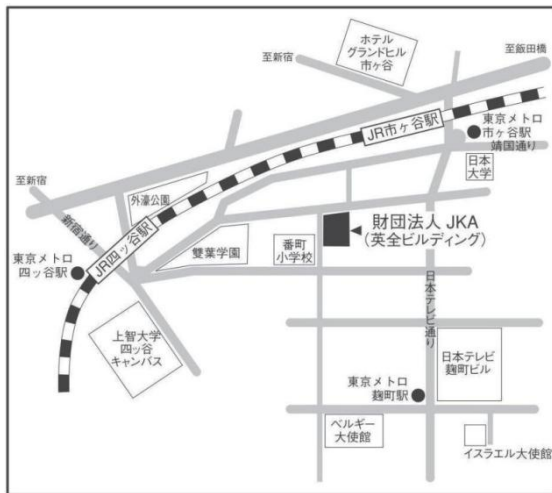 ホテル
グランドヒル
市ヶ谷
至飯田橋
至新宿
JR市ヶ谷駅
東京メトロ
市ヶ谷駅
靖国通り
日本
大学
至新宿
外濠公園
新宿通り
JR四ッ谷駅
東京メトロ
四ッ谷駅
雙葉学園
番町
小学校
財団法人 JKA
(英全ビルディング)
日本テレビ通り
上智大学
四ッ谷
キャンパス
日本テレビ
麹町ビル
東京メトロ
麹町駅
ベルギー
大使館
イスラエル大使館